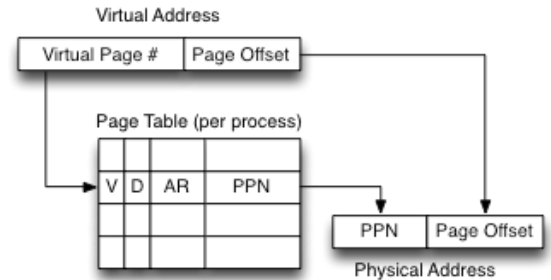 Virtual Address
Virtual Page # Page Offset
Page Table (per process)
V D AR PPN
PPN Page Offset
Physical Address